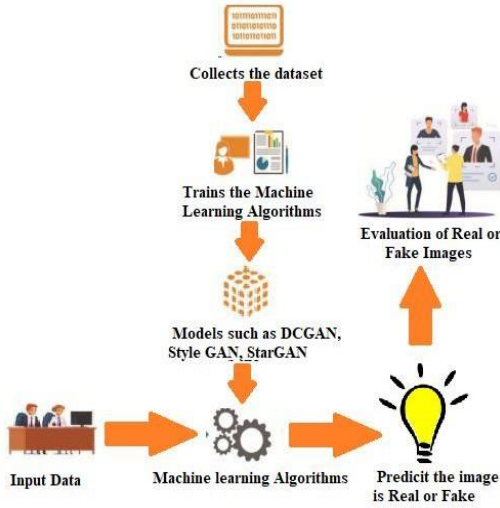 Collects the dataset
Trains the Machine
Learning Algorithms
Models such as DCGAN,
Style GAN, StarGAN
Input Data
Machine learning Algorithms
Predicit the image
is Real or Fake
Evaluation of Real or
Fake Images